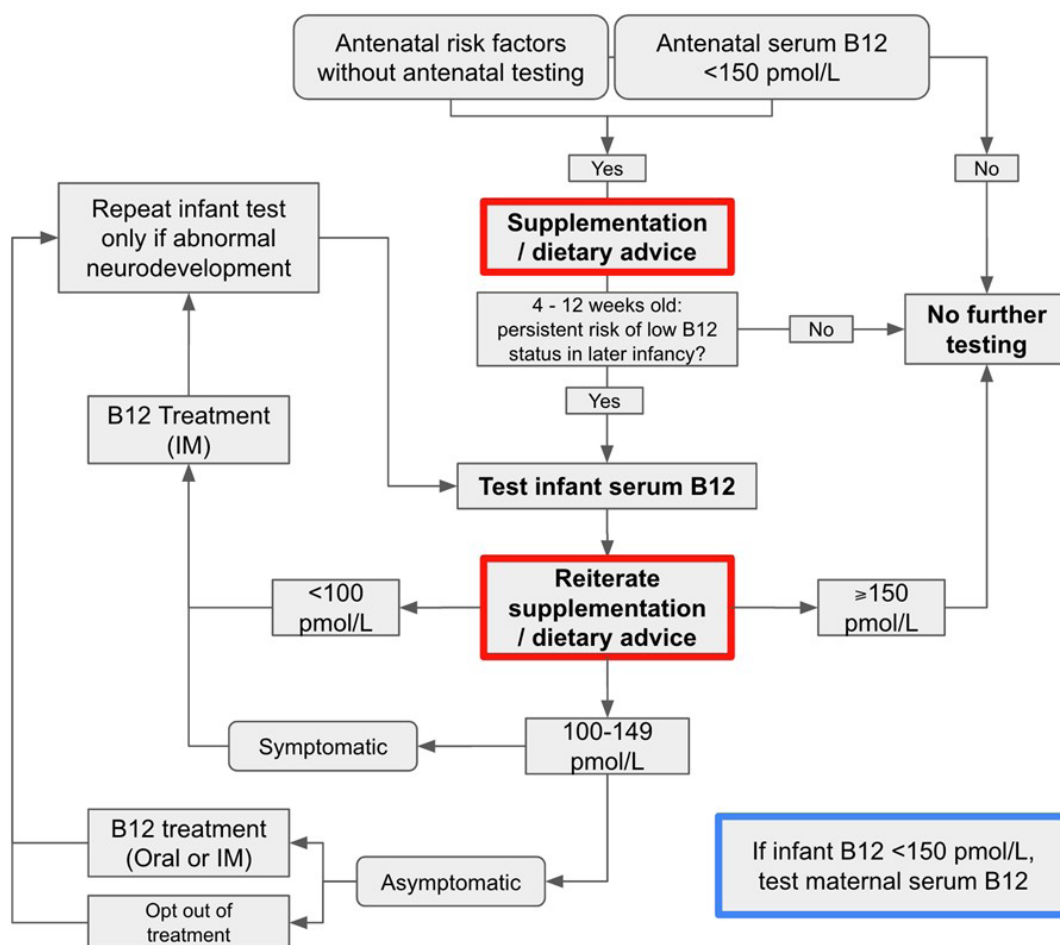 Antenatal risk factors
without antenatal testing
Antenatal serum B12
<150 pmol/L
Yes
No
Supplementation
/ dietary advice
Repeat infant test
only if abnormal
neurodevelopment
4 - 12 weeks old:
persistent risk of low B12
status in later infancy?
No
No further
testing
Yes
B12 Treatment
(IM)
Test infant serum B12
<100
pmol/L
Reiterate
supplementation
/ dietary advice
≥150
pmol/L
100-149
pmol/L
Symptomatic
B12 treatment
(Oral or IM)
Asymptomatic
Opt out of
treatment
If infant B12 <150 pmol/L,
test maternal serum B12